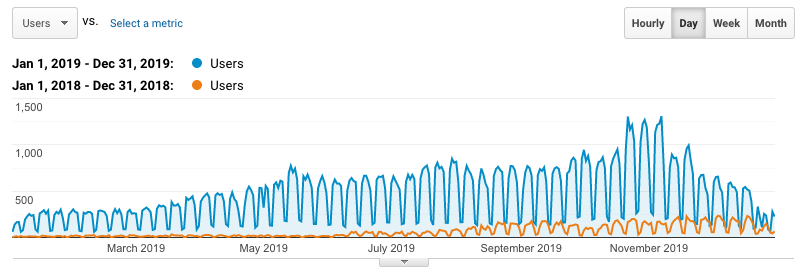 Users vs. Select a metric Hourly Day Week Month
Jan 1, 2019 - Dec 31, 2019: Users
Jan 1, 2018 - Dec 31, 2018: Users
1,500
1,000
500
March 2019 May 2019 July 2019 September 2019 November 2019